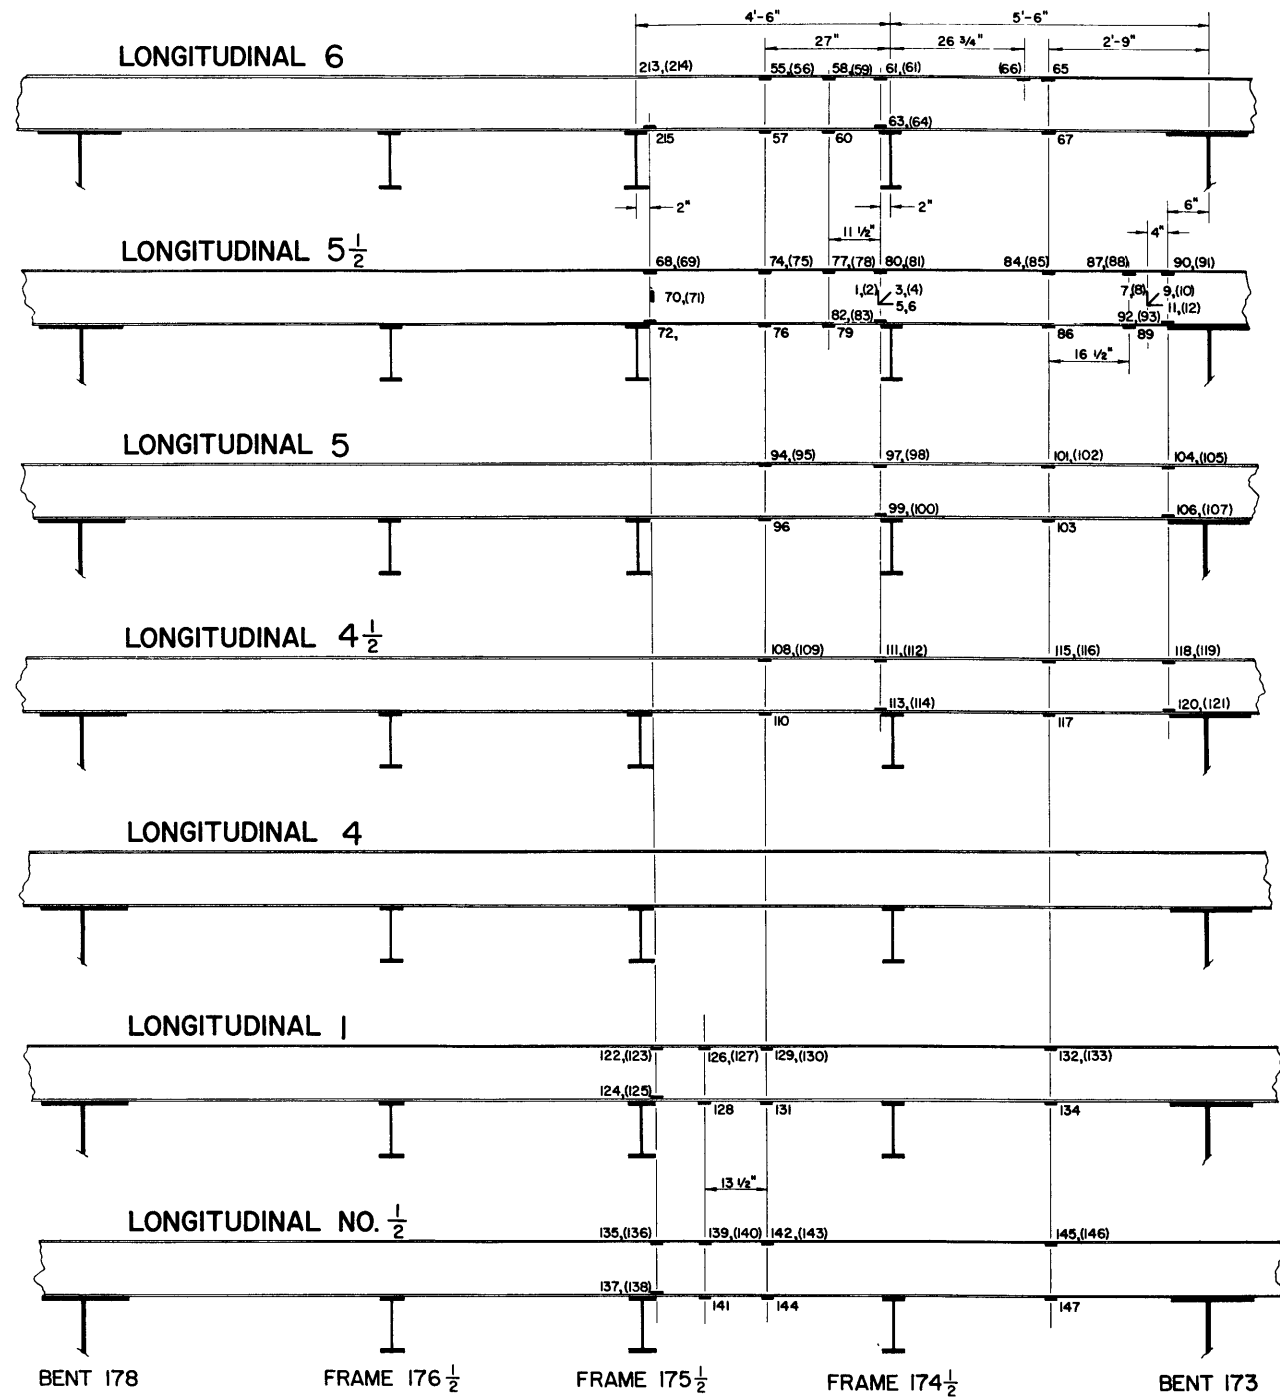 4'-6" 5'-6"
27" 26 3/4" 2'-9"
LONGITUDINAL 6
213,(214) 55,(56) 58,(59) 61,(61) (66) 65
63,(64)
215 57 60 67
2" 2" 6"
11 1/2" 4"
LONGITUDINAL 5 1/2
68,(69) 74,(75) 77,(78) 80,(81) 84,(85) 87,(88) 90,(91)
70,(71) 1,(2) 3,(4) 7,(8) 9,(10)
5,6 11,(12)
82,(83) 92,(93)
72, 76 79 86 89
16 1/2"
LONGITUDINAL 5
94,(95) 97,(98) 101,(102) 104,(105)
99,(100) 106,(107)
96 103
LONGITUDINAL 4 1/2
108,(109) 111,(112) 115,(116) 118,(119)
113,(114) 120,(121)
110 117
LONGITUDINAL 4
LONGITUDINAL 1
122,(123) 126,(127) 129,(130) 132,(133)
124,(125)
128 131 134
13 1/2"
LONGITUDINAL NO. 1/2
135,(136) 139,(140) 142,(143) 145,(146)
137,(138)
141 144 147
BENT 178 FRAME 176 1/2 FRAME 175 1/2 FRAME 174 1/2 BENT 173